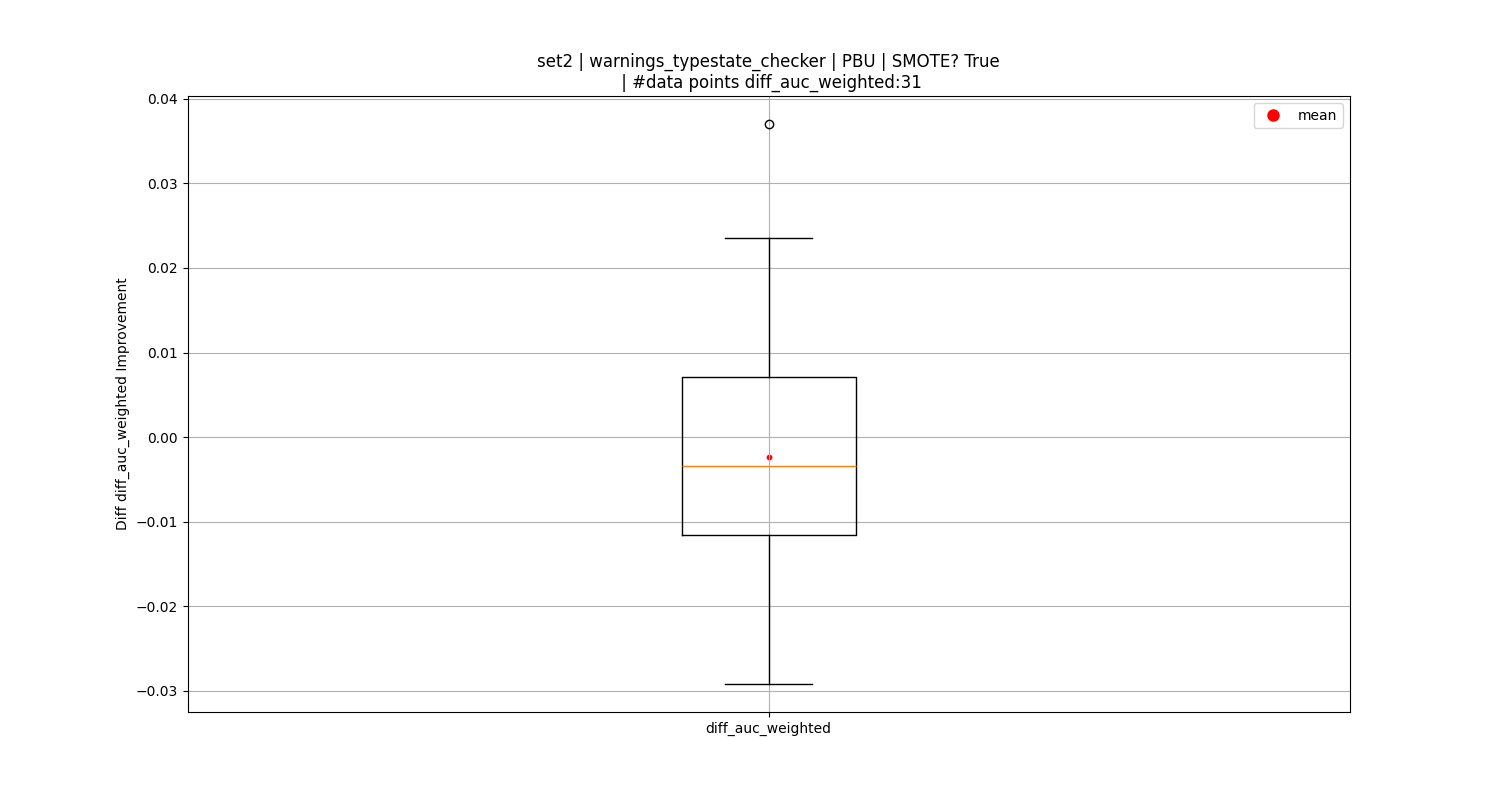 set2 | warnings_typestate_checker | PBU | SMOTE? True
| #data points diff_auc_weighted:31
mean
0.04
0.03
0.02
0.01
0.00
−0.01
−0.02
−0.03
Diff diff_auc_weighted Improvement
diff_auc_weighted